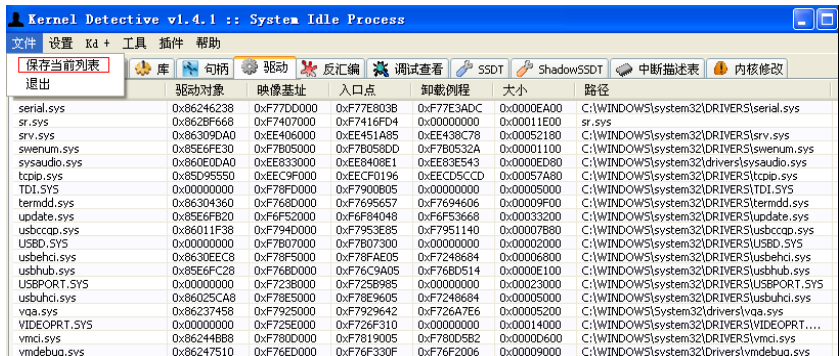 Kernel Detective v1.4.1 :: System Idle Process
文件 设置 Kd + 工具 插件 帮助
保存当前列表 库 句柄 驱动 反汇编 调试查看 SSDT ShadowSSDT 中断描述表 内核修改
退出
驱动对象 映像基址 入口点 卸载例程 大小 路径
serial.sys 0x86246238 0xF77DD000 0xF77E803B 0xF77E3ADC 0x0000EA00 C:\WINDOWS\system32\DRIVERS\serial.sys
sr.sys 0x862BF668 0xF7407000 0xF7416FD4 0x00000000 0x00011E00 sr.sys
srv.sys 0x86309DA0 0xEE406000 0xEE451A85 0xEE438C78 0x00052180 C:\WINDOWS\system32\DRIVERS\srv.sys
swenum.sys 0x85E6FE30 0xF7B05000 0xF7B058DD 0xF7B0532A 0x00001100 C:\WINDOWS\system32\DRIVERS\swenum.sys
sysaudio.sys 0x860E0DA0 0xEE833000 0xEE8408E1 0xEE83E543 0x0000ED80 C:\WINDOWS\system32\drivers\sysaudio.sys
tcpip.sys 0x85D95550 0xEEC9F000 0xEECF0196 0xEECD5CCD 0x00057A80 C:\WINDOWS\system32\DRIVERS\tcpip.sys
TDI.SYS 0x00000000 0xF78FD000 0xF7900B05 0x00000000 0x00005000 C:\WINDOWS\system32\DRIVERS\TDI.SYS
termdd.sys 0x86304360 0xF768D000 0xF7695657 0xF7694606 0x00009F00 C:\WINDOWS\system32\DRIVERS\termdd.sys
update.sys 0x85E6FB20 0xF6F52000 0xF6F84048 0xF6F53668 0x00033200 C:\WINDOWS\system32\DRIVERS\update.sys
usbccgp.sys 0x86011F38 0xF794D000 0xF7953E85 0xF7951140 0x00007B80 C:\WINDOWS\system32\DRIVERS\usbccgp.sys
USBD.SYS 0x00000000 0xF7B07000 0xF7B07300 0x00000000 0x00002000 C:\WINDOWS\system32\DRIVERS\USBD.SYS
usbehci.sys 0x8630EEC8 0xF78F5000 0xF78FAE05 0xF7248684 0x00006800 C:\WINDOWS\system32\DRIVERS\usbehci.sys
usbhub.sys 0x85E6FC28 0xF76BD000 0xF76C9A05 0xF76BD514 0x0000E100 C:\WINDOWS\system32\DRIVERS\usbhub.sys
USBPORT.SYS 0x00000000 0xF723B000 0xF725B985 0x00000000 0x00023000 C:\WINDOWS\system32\DRIVERS\USBPORT.SYS
usbuhci.sys 0x86025CA8 0xF78E5000 0xF78E9605 0xF7248684 0x00005000 C:\WINDOWS\system32\DRIVERS\usbuhci.sys
vga.sys 0x86237458 0xF7925000 0xF7929642 0xF726A7E6 0x00005200 C:\WINDOWS\System32\drivers\vga.sys
VIDEOPRT.SYS 0x00000000 0xF725E000 0xF726F310 0x00000000 0x00014000 C:\WINDOWS\system32\DRIVERS\VIDEOPRT....
vmci.sys 0x86244BB8 0xF780D000 0xF7819005 0xF780D5B2 0x0000D600 C:\WINDOWS\system32\DRIVERS\vmci.sys
vmdebug.sys 0x86247510 0xF76ED000 0xF76F330F 0xF76F2006 0x00009000 C:\WINDOWS\system32\Drivers\vmdebug.sys